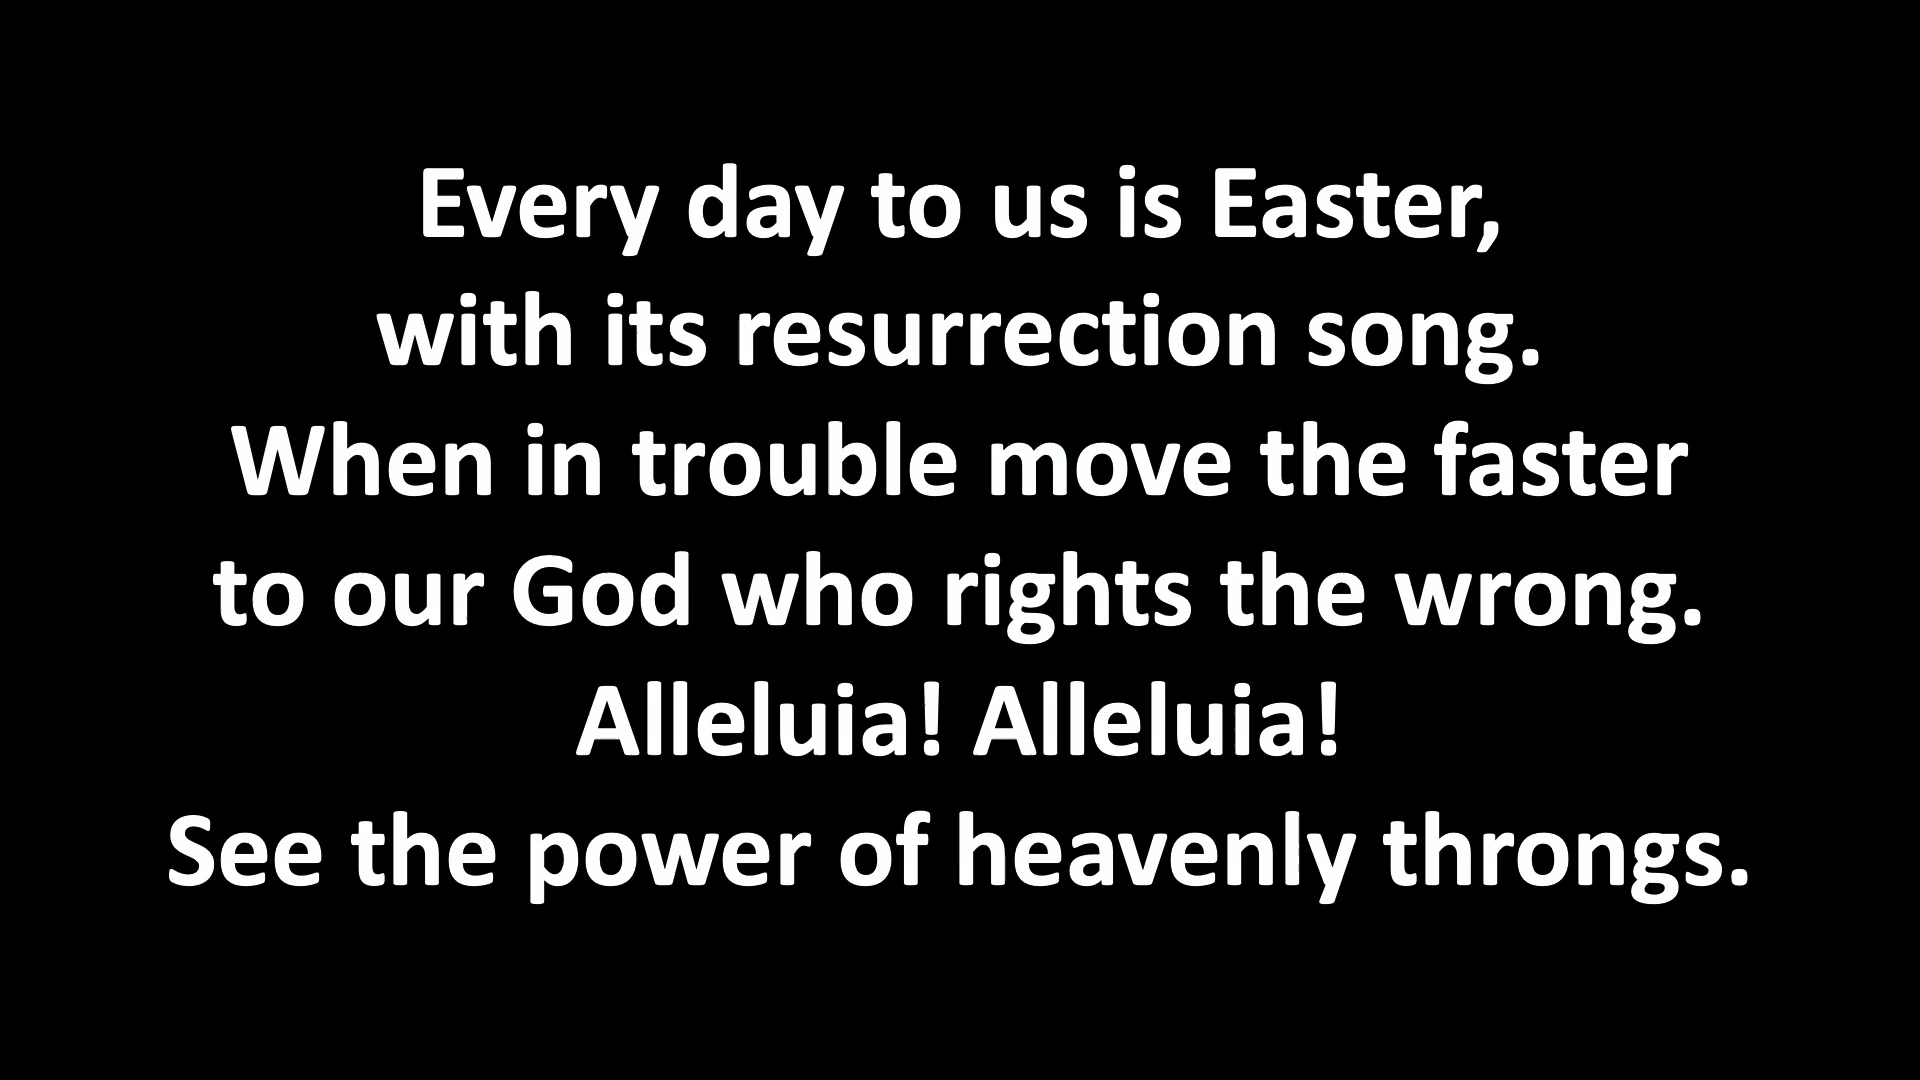 Every day to us is Easter,
with its resurrection song.
When in trouble move the faster
to our God who rights the wrong.
Alleluia! Alleluia!
See the power of heavenly throngs.